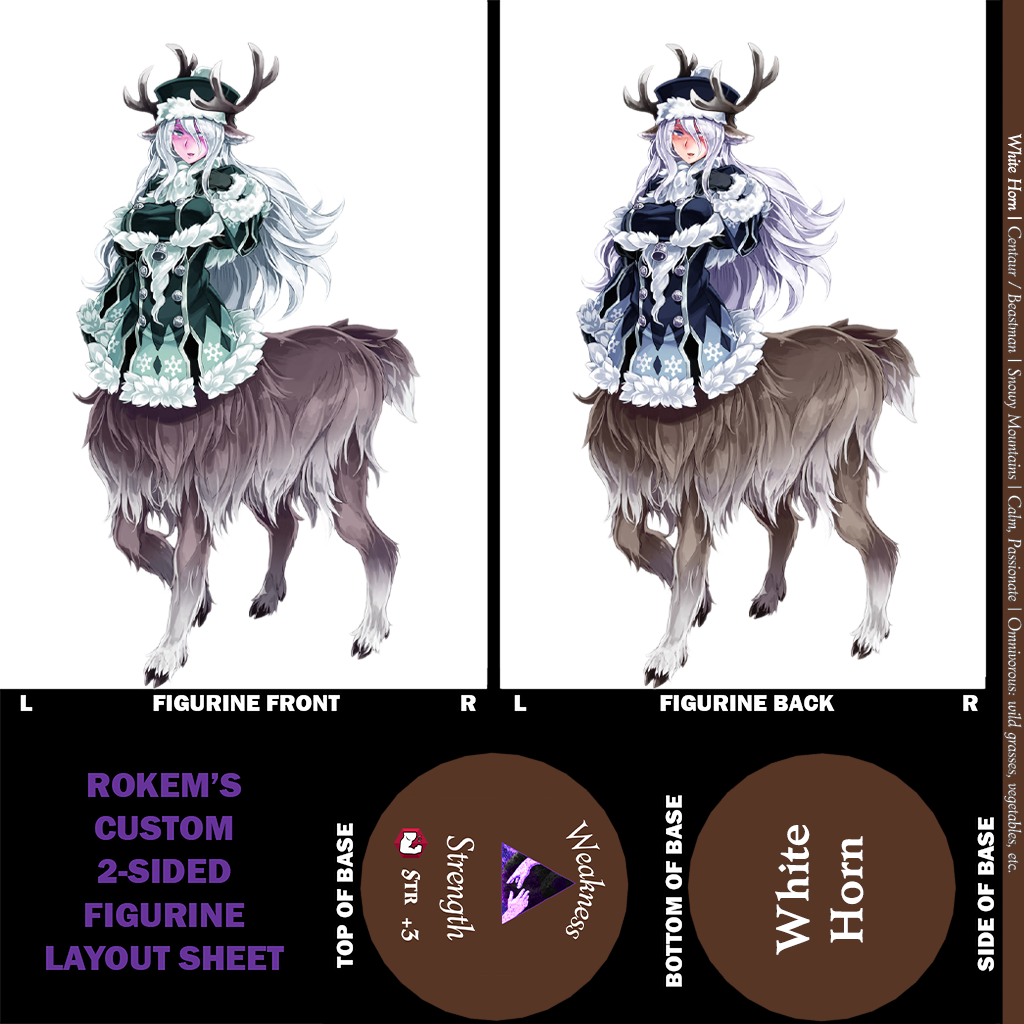 White Horn | Centaur / Beastman | Snowy Mountains | Calm, Passionate | Omnivorous: wild grasses, vegetables, etc.
L FIGURINE FRONT R
L FIGURINE BACK R
ROKEM'S
CUSTOM
2-SIDED
FIGURINE
LAYOUT SHEET
TOP OF BASE
Weakness
Strength
STR +3
BOTTOM OF BASE
White
Horn
SIDE OF BASE